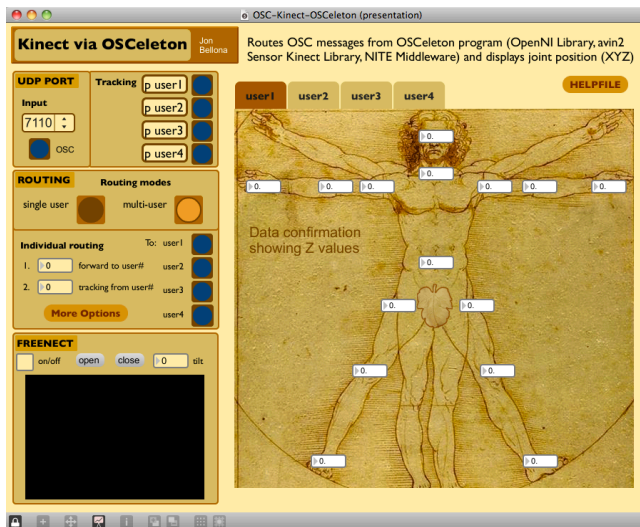 OSC-Kinect-OSCeleton (presentation)
Kinect via OSCeleton
Jon
Bellona
Routes OSC messages from OSCeleton program (OpenNI Library, avin2
Sensor Kinect Library, NITE Middleware) and displays joint position (XYZ)
HELPFILE
UDP PORT
Input
7110
OSC
Tracking
p user1
p user2
p user3
p user4
ROUTING
Routing modes
single user
multi-user
Individual routing
To: user1
1. 0 forward to user#
user2
2. 0 tracking from user#
user3
More Options
user4
FREENECT
on/off
open
close
0
tilt
user1
user2
user3
user4
0.
0.
0. 0. 0. 0. 0. 0.
Data confirmation
showing Z values
0.
0. 0.
0. 0.
0. 0.